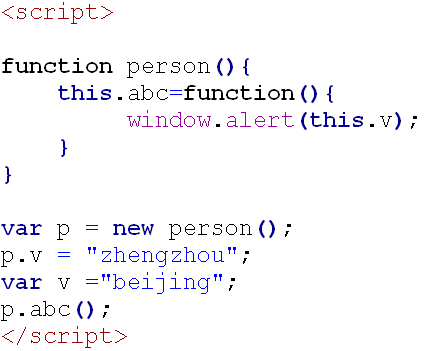 <script>
function person(){
this.abc=function(){
window.alert(this.v);
}
}
var p = new person();
p.v = "zhengzhou";
var v ="beijing";
p.abc();
</script>